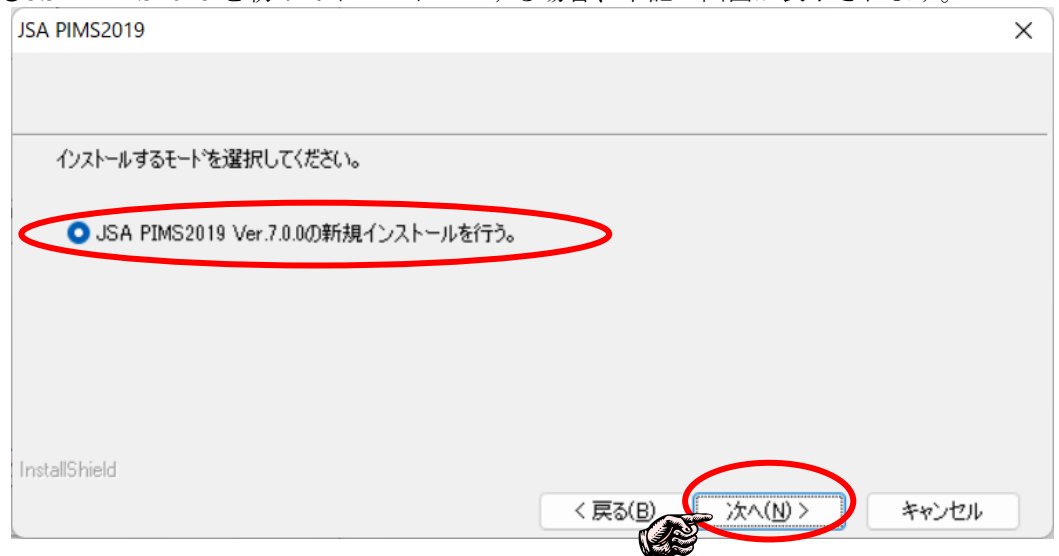 JSA PIMS2019
インストールするモードを選択してください。
JSA PIMS2019 Ver.7.0.0の新規インストールを行う。
InstallShield
< 戻る(B)
次へ(N) >
キャンセル